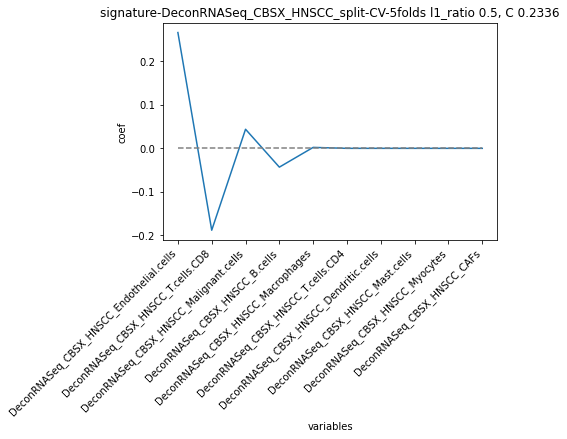 signature-DeconRNASeq_CBSX_HNSCC_split-CV-5folds l1_ratio 0.5, C 0.2336
0.2
0.1
0.0
−0.1
−0.2
coef
DeconRNASeq_CBSX_HNSCC_Endothelial.cells
DeconRNASeq_CBSX_HNSCC_T.cells.CD8
DeconRNASeq_CBSX_HNSCC_Malignant.cells
DeconRNASeq_CBSX_HNSCC_B.cells
DeconRNASeq_CBSX_HNSCC_Macrophages
DeconRNASeq_CBSX_HNSCC_T.cells.CD4
DeconRNASeq_CBSX_HNSCC_Dendritic.cells
DeconRNASeq_CBSX_HNSCC_Mast.cells
DeconRNASeq_CBSX_HNSCC_Myocytes
DeconRNASeq_CBSX_HNSCC_CAFs
variables